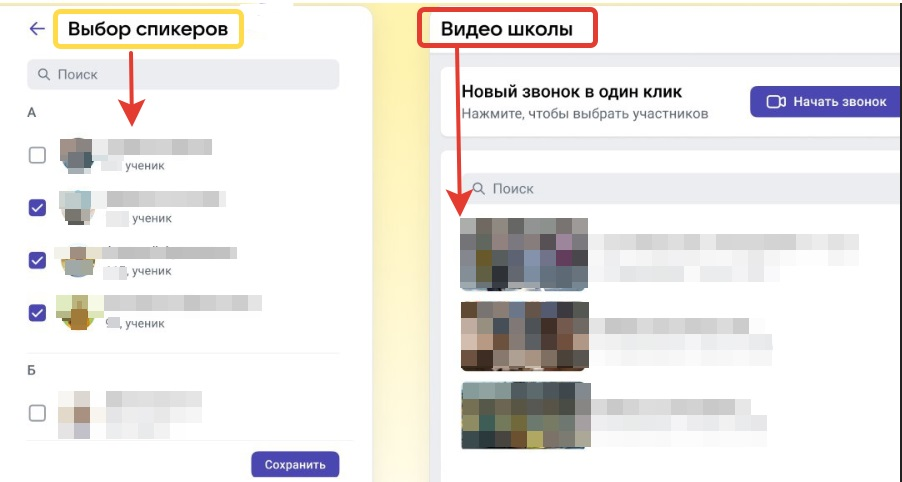 Выбор спикеров
Поиск
А
ученик
ученик
, ученик
, ученик
Б
Сохранить
Видео школы
Новый звонок в один клик
Нажмите, чтобы выбрать участников
Начать звонок
Поиск